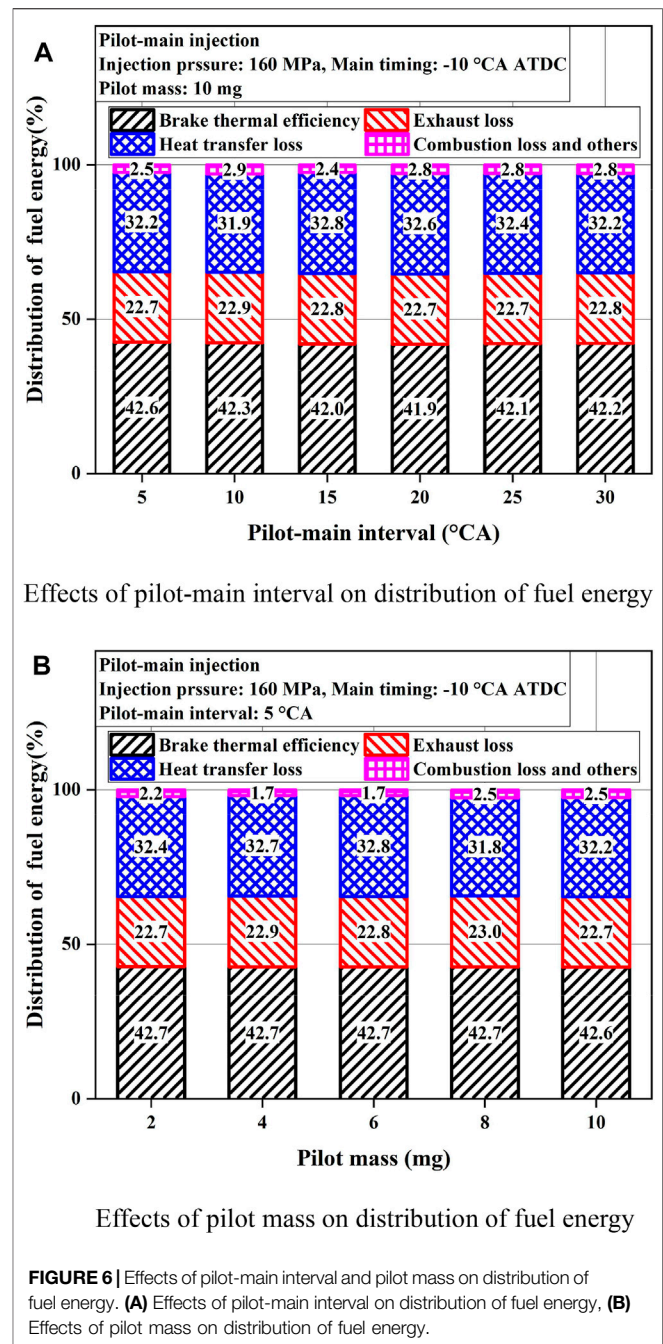 A
Pilot-main injection
Injection prssure: 160 MPa, Main timing: -10 °CA ATDC
Pilot mass: 10 mg
Brake thermal efficiency Exhaust loss
Heat transfer loss Combustion loss and others
Distribution of fuel energy(%)
100
50
0
2.5 2.9 2.4 2.8 2.8 2.8
32.2 31.9 32.8 32.6 32.4 32.2
22.7 22.9 22.8 22.7 22.7 22.8
42.6 42.3 42.0 41.9 42.1 42.2
5 10 15 20 25 30
Pilot-main interval (°CA)
Effects of pilot-main interval on distribution of fuel energy
B
Pilot-main injection
Injection prssure: 160 MPa, Main timing: -10 °CA ATDC
Pilot-main interval: 5 °CA
Brake thermal efficiency Exhaust loss
Heat transfer loss Combustion loss and others
Distribution of fuel energy(%)
100
50
0
2.2 1.7 1.7 2.5 2.5
32.4 32.7 32.8 31.8 32.2
22.7 22.9 22.8 23.0 22.7
42.7 42.7 42.7 42.7 42.6
2 4 6 8 10
Pilot mass (mg)
Effects of pilot mass on distribution of fuel energy
FIGURE 6 | Effects of pilot-main interval and pilot mass on distribution of
fuel energy. (A) Effects of pilot-main interval on distribution of fuel energy, (B)
Effects of pilot mass on distribution of fuel energy.